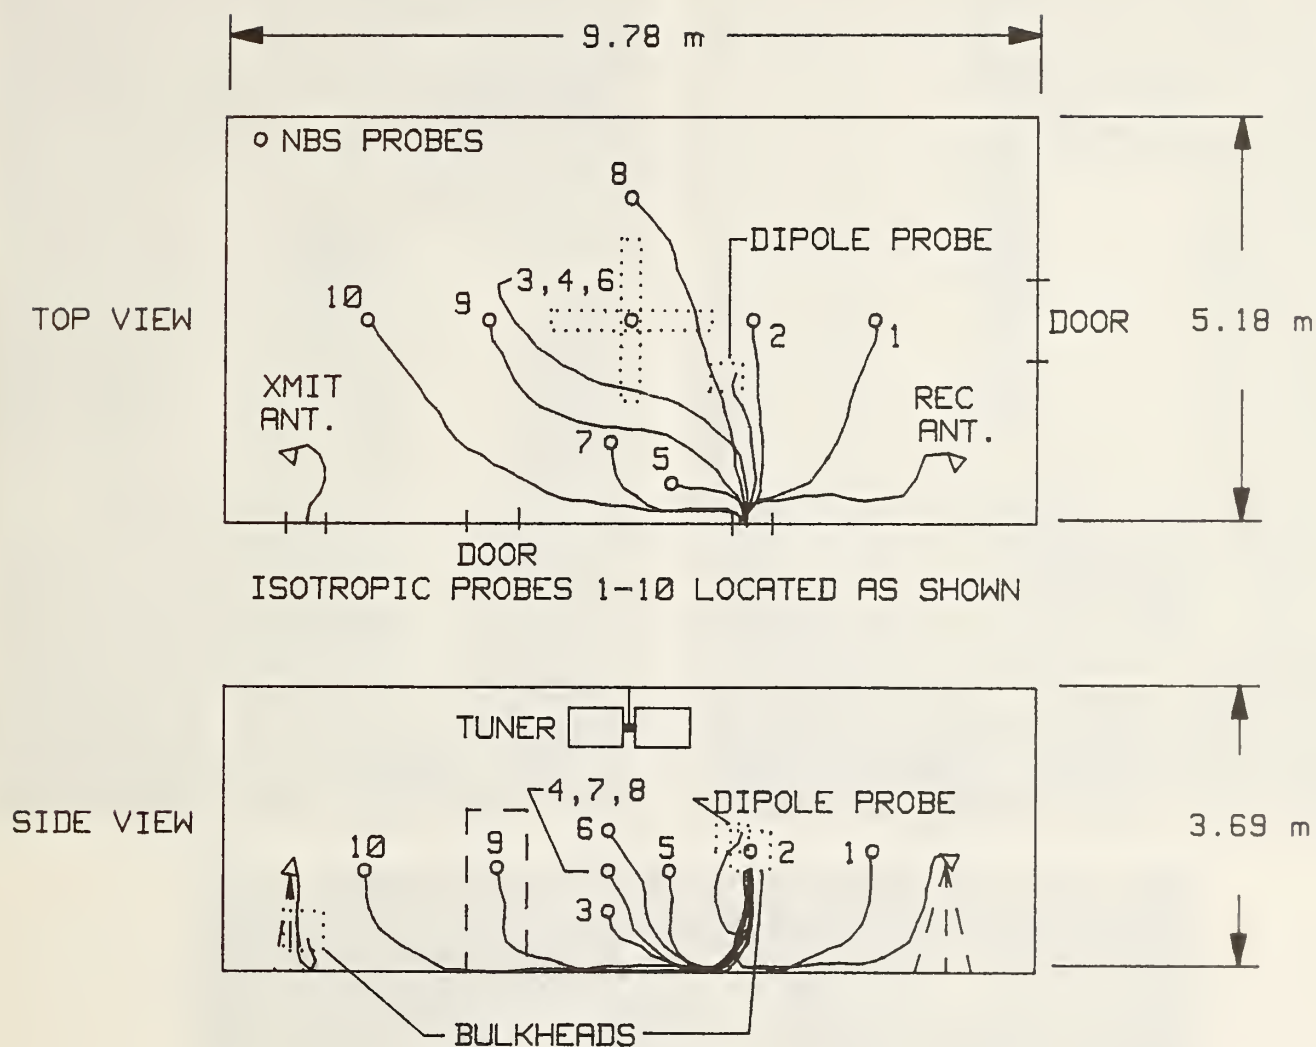 9.78 m
NBS PROBES
8
DIPOLE PROBE
3,4,6
10
9
TOP VIEW
2
1
DOOR
5.18 m
XMIT
ANT.
REC
ANT.
7
5
DOOR
ISOTROPIC PROBES 1-10 LOCATED AS SHOWN
TUNER
4,7,8
DIPOLE PROBE
SIDE VIEW
3.69 m
10
9
6
5
2
1
3
BULKHEADS